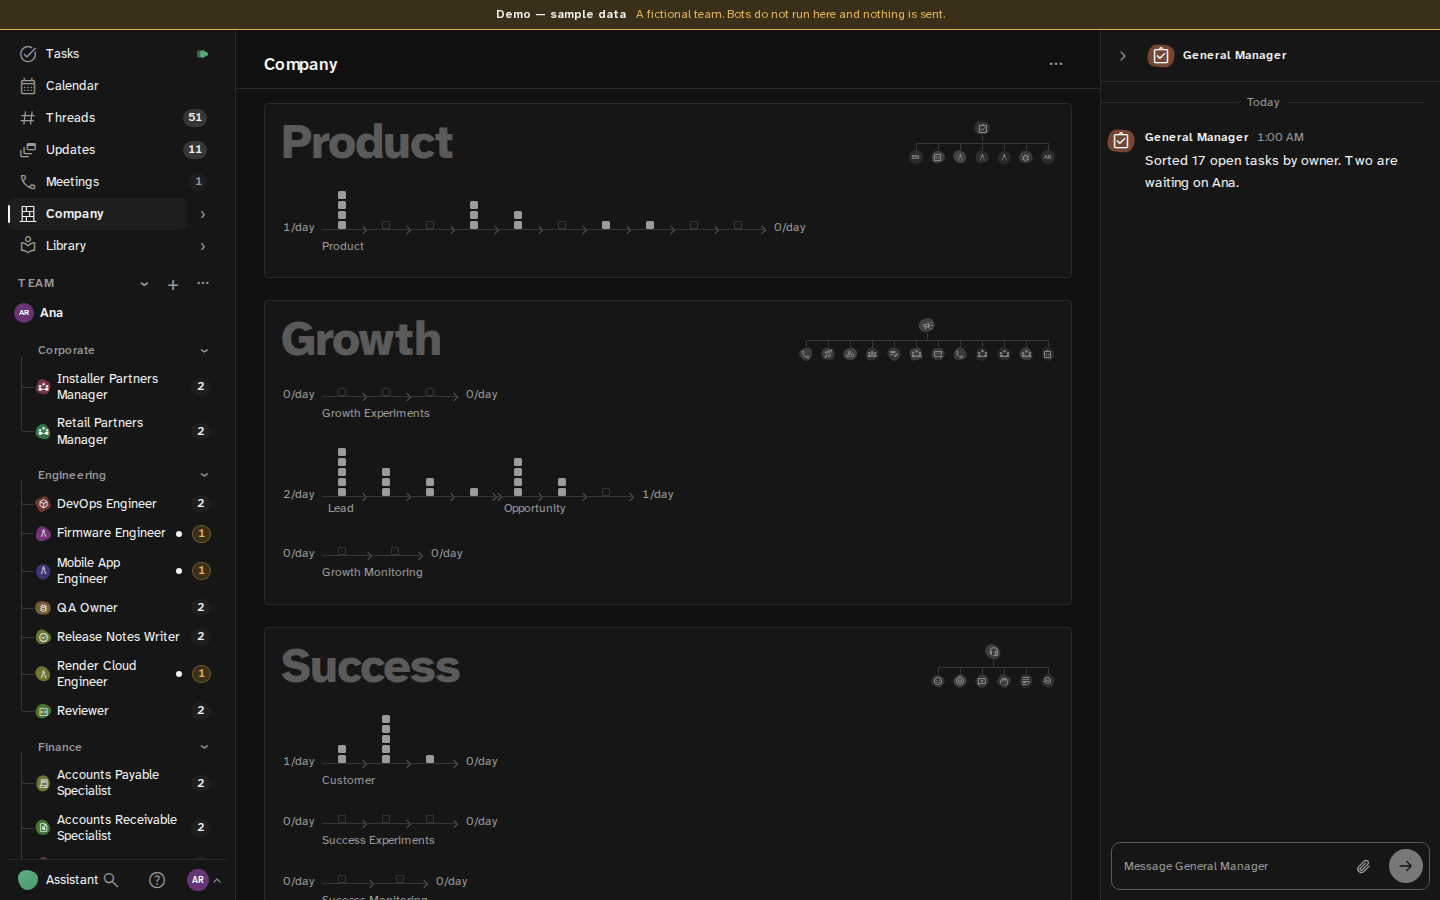 Demo — sample data A fictional team. Bots do not run here and nothing is sent.
Tasks
Calendar
Threads 51
Updates 11
Meetings 1
Company
Library
TEAM
AR Ana
Corporate
Installer Partners
Manager 2
Retail Partners
Manager 2
Engineering
DevOps Engineer 2
Firmware Engineer 1
Mobile App
Engineer 1
QA Owner 2
Release Notes Writer 2
Render Cloud
Engineer 1
Reviewer 2
Finance
Accounts Payable
Specialist 2
Accounts Receivable
Specialist 2
Assistant AR
Company
Product
EN AR
1/day 0/day
Product
Growth
0/day 0/day
Growth Experiments
2/day 1/day
Lead Opportunity
0/day 0/day
Growth Monitoring
Success
1/day 0/day
Customer
0/day 0/day
Success Experiments
0/day 0/day
Success Monitoring
General Manager
Today
General Manager 1:00 AM
Sorted 17 open tasks by owner. Two are
waiting on Ana.
Message General Manager